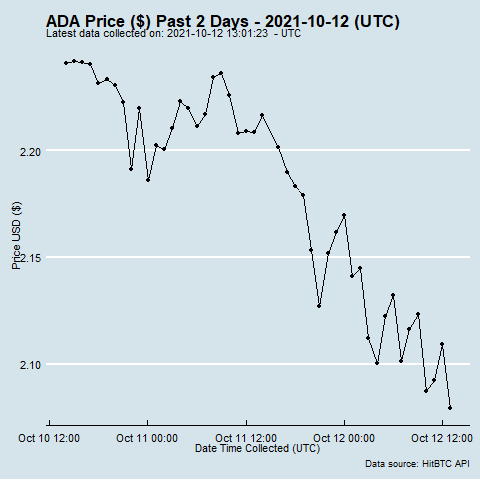 ADA Price ($) Past 2 Days - 2021-10-12 (UTC)
Latest data collected on: 2021-10-12 13:01:23 - UTC
Price USD ($)
2.20
2.15
2.10
Oct 10 12:00
Oct 11 00:00
Oct 11 12:00
Oct 12 00:00
Oct 12 12:00
Date Time Collected (UTC)
Data source: HitBTC API